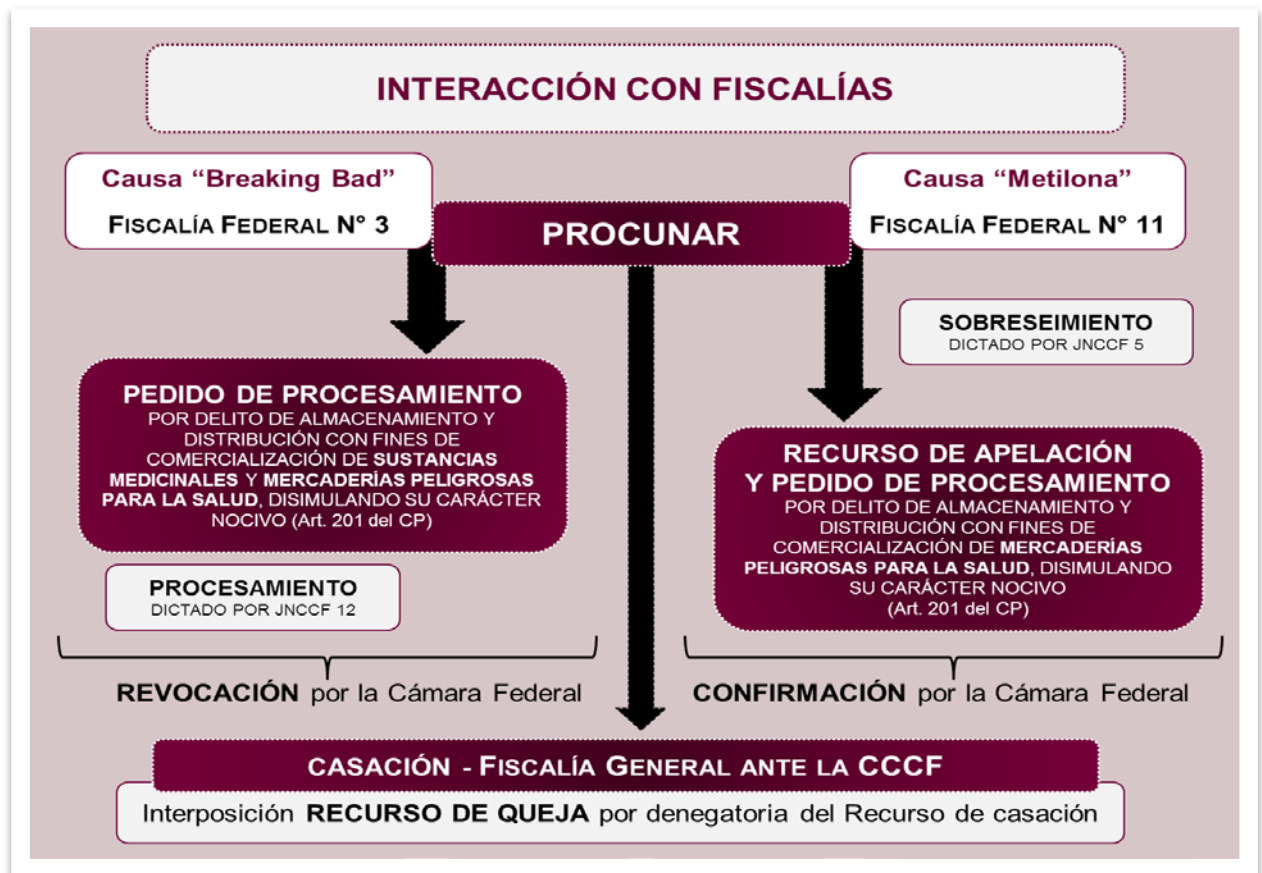 INTERACCIÓN CON FISCALÍAS
Causa “Breaking Bad”
FISCALÍA FEDERAL N° 3
PROCUNAR
Causa “Metilona”
FISCALÍA FEDERAL N° 11
SOBRESEIMIENTO
DICTADO POR JNCCF 5
PEDIDO DE PROCESAMIENTO
POR DELITO DE ALMACENAMIENTO Y
DISTRIBUCIÓN CON FINES DE
COMERCIALIZACIÓN DE SUSTANCIAS
MEDICINALES Y MERCADERÍAS PELIGROSAS
PARA LA SALUD, DISIMULANDO SU CARÁCTER
NOCIVO (Art. 201 del CP)
PROCESAMIENTO
DICTADO POR JNCCF 12
REVOCACIÓN por la Cámara Federal
RECURSO DE APELACIÓN
Y PEDIDO DE PROCESAMIENTO
POR DELITO DE ALMACENAMIENTO Y
DISTRIBUCIÓN CON FINES DE
COMERCIALIZACIÓN DE MERCADERÍAS
PELIGROSAS PARA LA SALUD, DISIMULANDO
SU CARÁCTER NOCIVO
(Art. 201 del CP)
CONFIRMACIÓN por la Cámara Federal
CASACIÓN - FISCALÍA GENERAL ANTE LA CCCF
Interposición RECURSO DE QUEJA por denegatoria del Recurso de casación